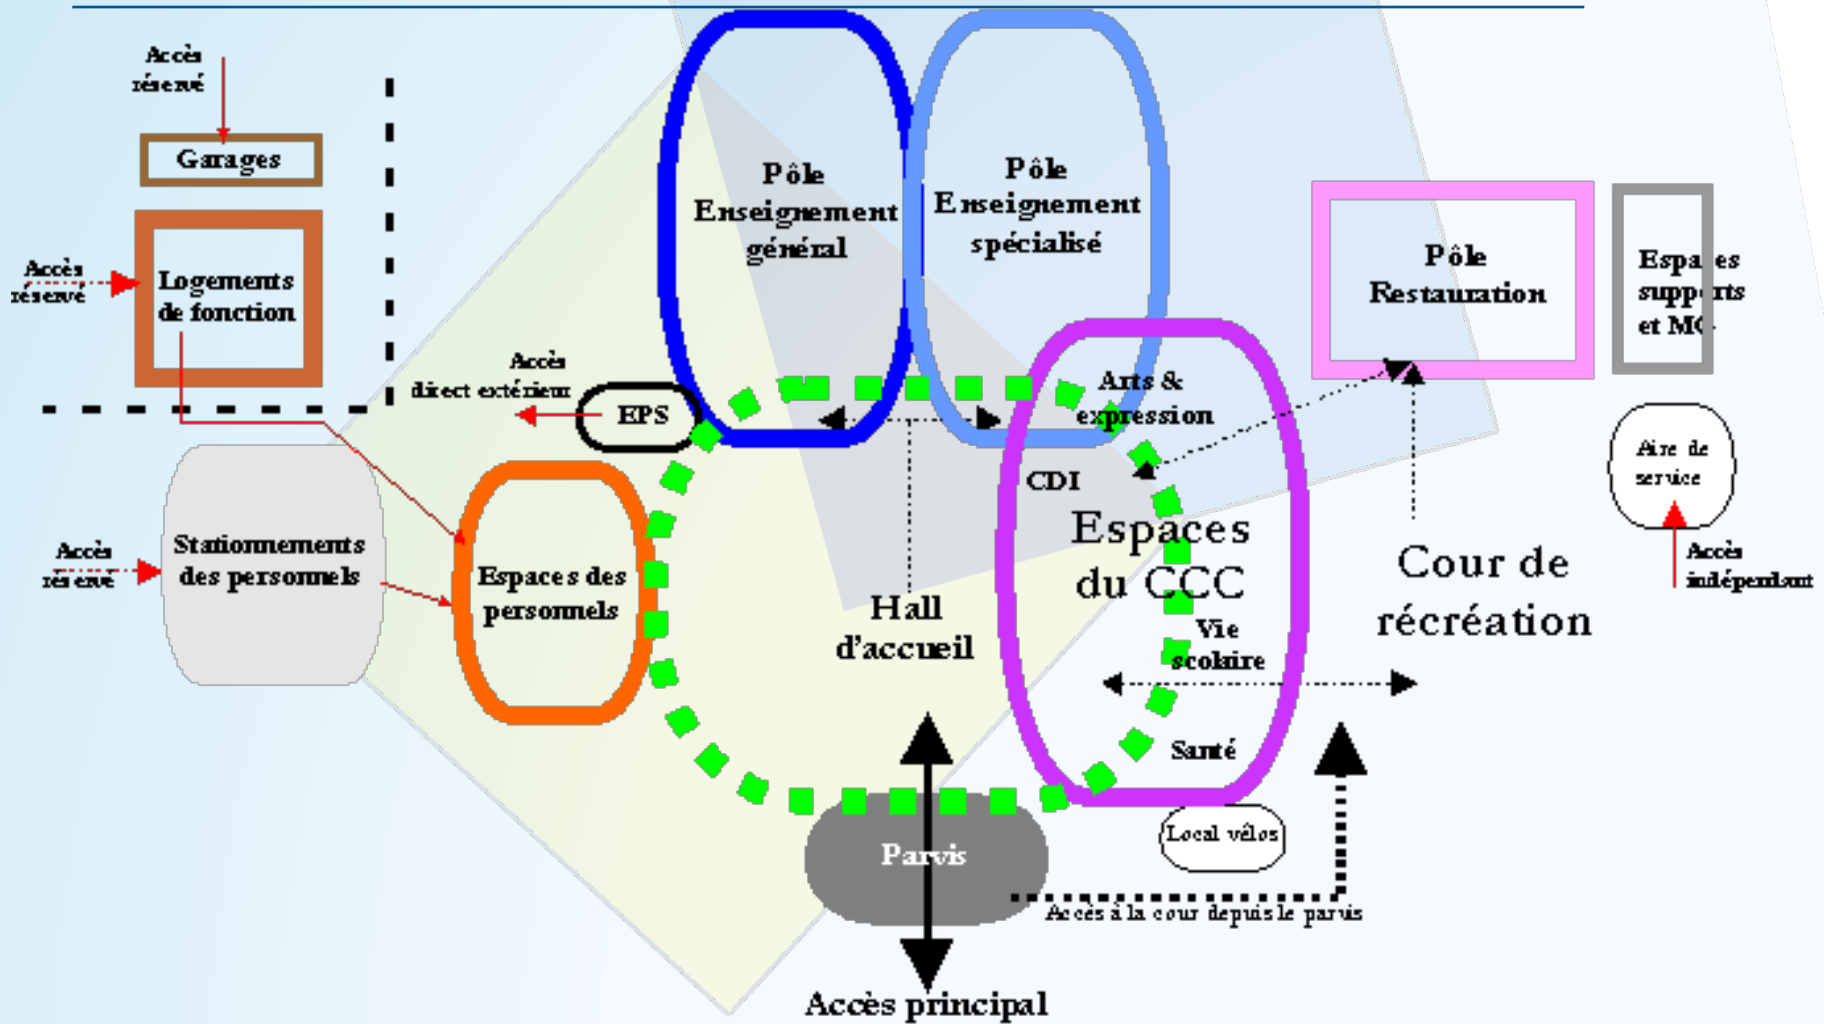 Accès
réservé
Garages
Accès
réservé
Logements
de fonction
Pôle
Enseignement
général
Pôle
Enseignement
spécialisé
Pôle
Restauration
Espaces
supports
et MO
Accès
direct extérieur
EPS
Arts &
expression
CDI
Aire de
service
Accès
indépendant
Accès
réservé
Stationnements
des personnels
Espaces des
personnels
Hall
d'accueil
Espaces
du CCC
Vie
scolaire
Santé
Cour de
récréation
Local vélos
Parvis
Accès à la cour depuis le parvis
Accès principal